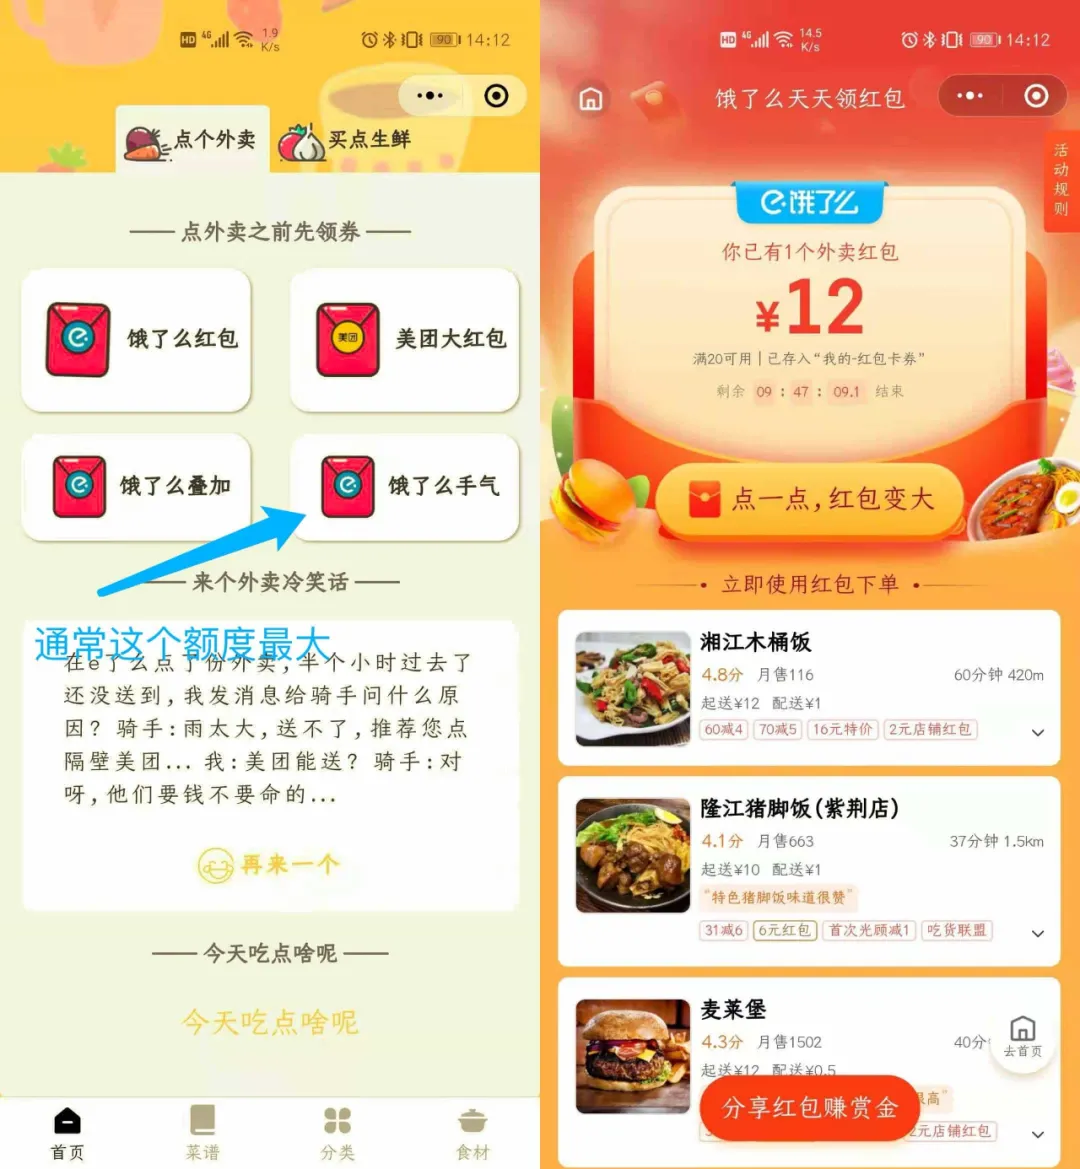 HD 4G 1.9 K/s 90 14:12
点个外卖
买点生鲜
点外卖之前先领券
饿了么红包
美团
美团大红包
饿了么叠加
饿了么手气
来个外卖冷笑话
通常这个额度最大
在e了么点了份外卖,半个小时过去了
还没送到,我发消息给骑手问什么原
因? 骑手:雨太大,送不了,推荐您点
隔壁美团... 我:美团能送? 骑手:对
呀,他们要钱不要命的...
再来一个
今天吃点啥呢
今天吃点啥呢
首页
菜谱
分类
食材
HD 4G 14.5 K/s 90 14:12
饿了么天天领红包
活动规则
饿了么
你已有1个外卖红包
¥12
满20可用 | 已存入“我的-红包卡券”
剩余 09 : 47 : 09.1 结束
点一点,红包变大
立即使用红包下单
湘江木桶饭
4.8分 月售116 60分钟 420m
起送¥12 配送¥1
60减4 70减5 16元特价 2元店铺红包
隆江猪脚饭(紫荆店)
4.1分 月售663 37分钟 1.5km
起送¥10 配送¥1
“特色猪脚饭味道很赞”
31减6 6元红包 首次光顾减1 吃货联盟
麦莱堡
4.3分 月售1502 40分
起送¥12 配送¥0.5
很高”
2元店铺红包
去首页
分享红包赚赏金